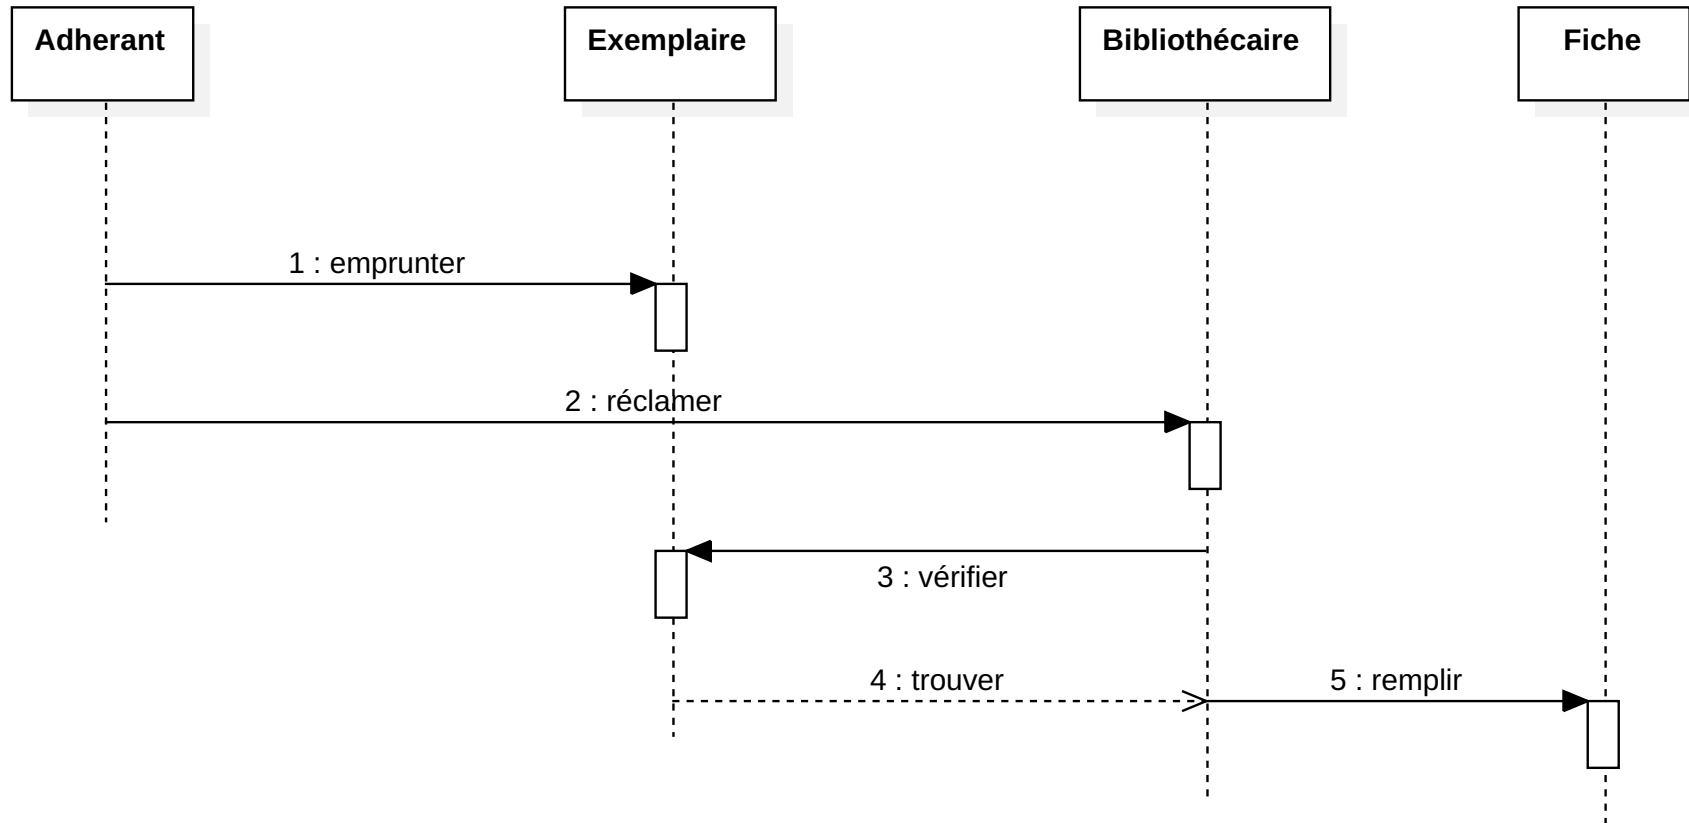 Adherant
Exemplaire
Bibliothécaire
Fiche
1 : emprunter
2 : réclamer
3 : vérifier
4 : trouver
5 : remplir